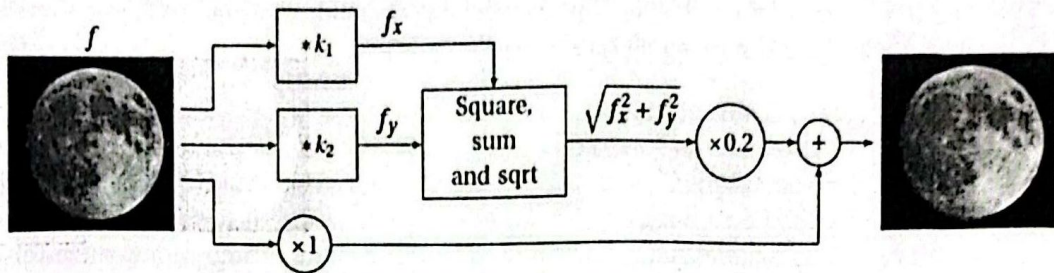 f
*k₁
fx
*k₂
fy
Square,
sum
and sqrt
√fx² + fy²
×0.2
+
×1